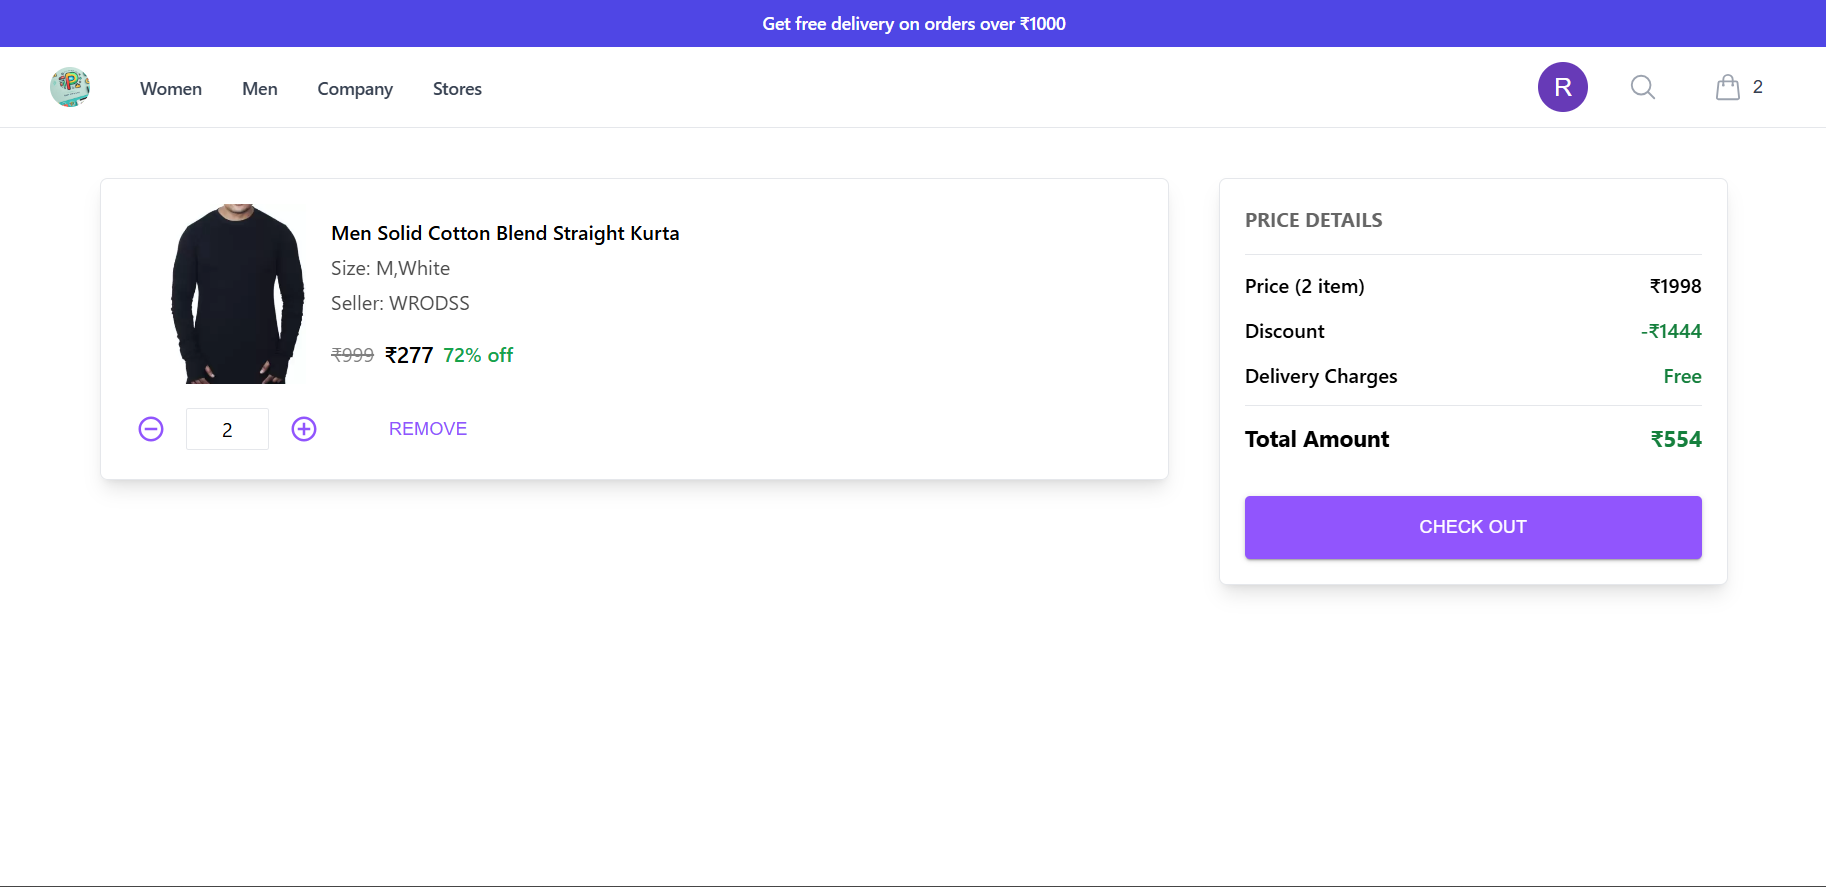 Get free delivery on orders over ₹1000
Women Men Company Stores R 2
Men Solid Cotton Blend Straight Kurta
Size: M,White
Seller: WRODSS
₹999 ₹277 72% off
2 REMOVE
PRICE DETAILS
Price (2 item) ₹1998
Discount -₹1444
Delivery Charges Free
Total Amount ₹554
CHECK OUT